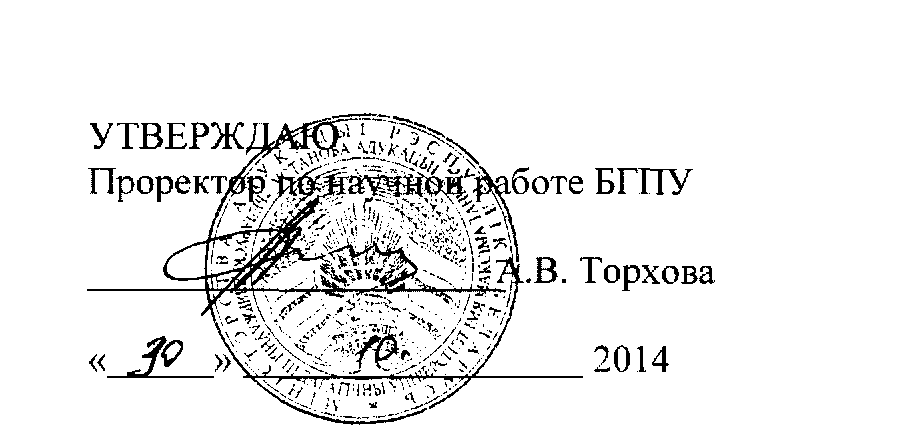 УТВЕРЖДАЮ
Проректор по научной работе БГПУ
А.В. Торхова
«30» 10. 2014